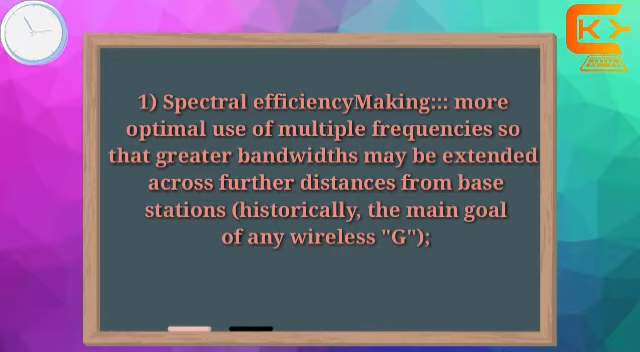 CKY
1) Spectral efficiencyMaking::: more
optimal use of multiple frequencies so
that greater bandwidths may be extended
across further distances from base
stations (historically, the main goal
of any wireless "G");